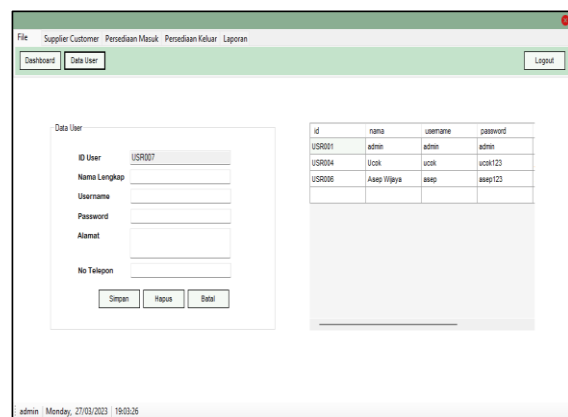 File Supplier Customer Persediaan Masuk Persediaan Keluar Laporan
Dashboard Data User Logout
Data User
ID User USR007
Nama Lengkap
Username
Password
Alamat
No Telepon
Simpan Hapus Batal
id nama username password
USR001 admin admin admin
USR004 Ucok ucok ucok123
USR006 Asep Wijaya asep asep123
admin Monday, 27/03/2023 19:03:26